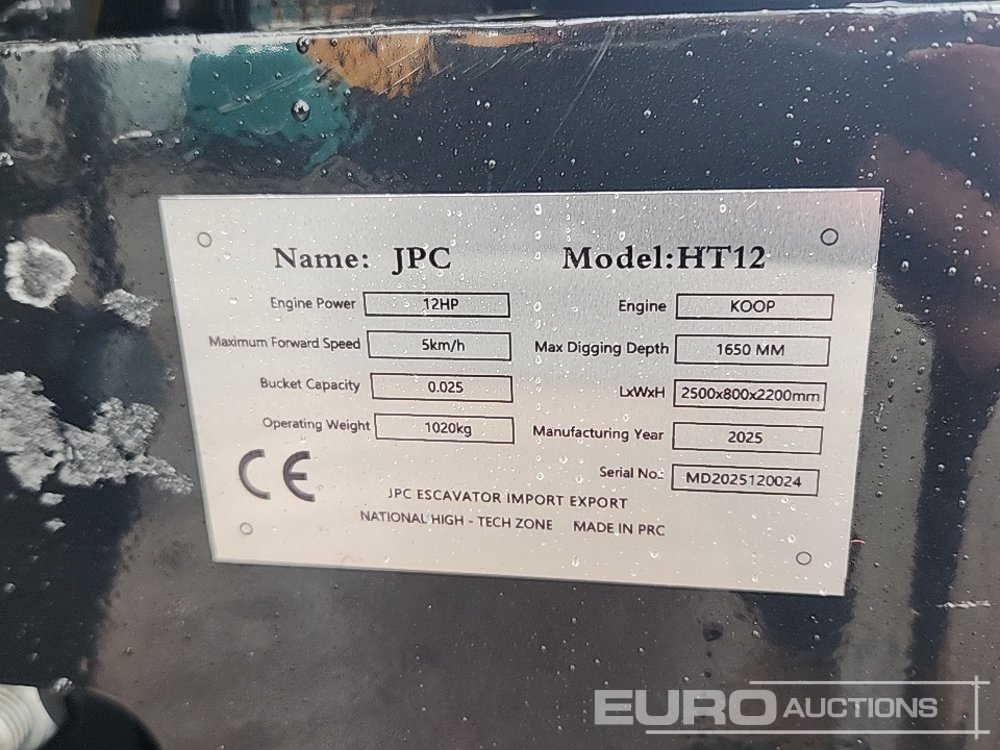 Name: JPC Model:HT12
Engine Power 12HP Engine KOOP
Maximum Forward Speed 5km/h Max Digging Depth 1650 MM
Bucket Capacity 0.025 LxWxH 2500x800x2200mm
Operating Weight 1020kg Manufacturing Year 2025
Serial No.: MD2025120024
CE
JPC ESCAVATOR IMPORT EXPORT
NATIONAL HIGH - TECH ZONE MADE IN PRC
EURO AUCTIONS